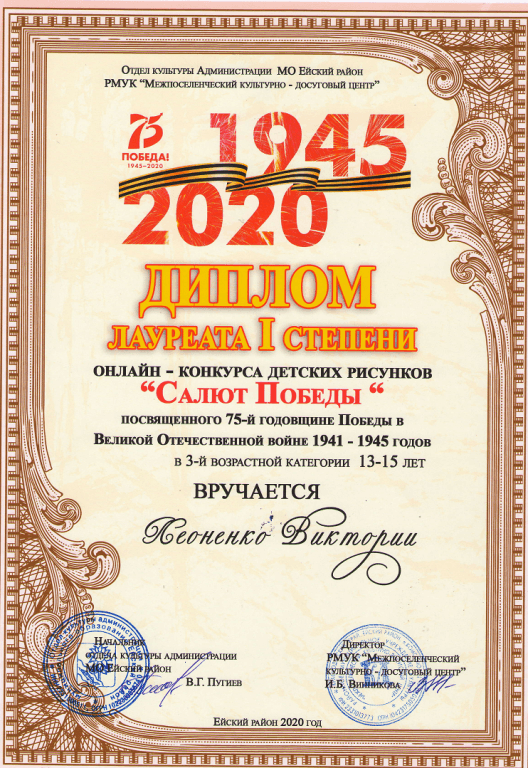 Отдел культуры Администрации МО Ейский район
РМУК "Межпоселенческий культурно - досуговый центр"
75
ПОБЕДА!
1945–2020
1945
2020
ДИПЛОМ
ЛАУРЕАТА I СТЕПЕНИ
ОНЛАЙН – КОНКУРСА ДЕТСКИХ РИСУНКОВ
"Салют Победы "
ПОСВЯЩЕННОГО 75-Й ГОДОВЩИНЕ ПОБЕДЫ В
ВЕЛИКОЙ ОТЕЧЕСТВЕННОЙ ВОЙНЕ 1941 - 1945 ГОДОВ
В 3-Й ВОЗРАСТНОЙ КАТЕГОРИИ 13-15 ЛЕТ
ВРУЧАЕТСЯ
Леоненко Виктории
Начальник
отдела культуры администрации
МО Ейский район
В.Г. Пугиев
Директор
РМУК "Межпоселенческий
культурно - досуговый центр"
И.Б. Винникова
Ейский район 2020 год